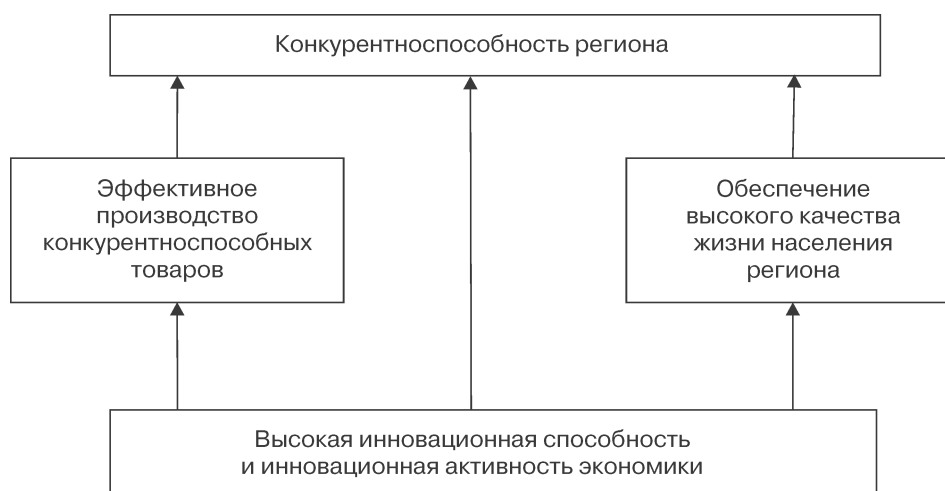 Конкурентноспособность региона
Эффективное
производство
конкурентноспособных
товаров
Обеспечение
высокого качества
жизни населения
региона
Высокая инновационная способность
и инновационная активность экономики